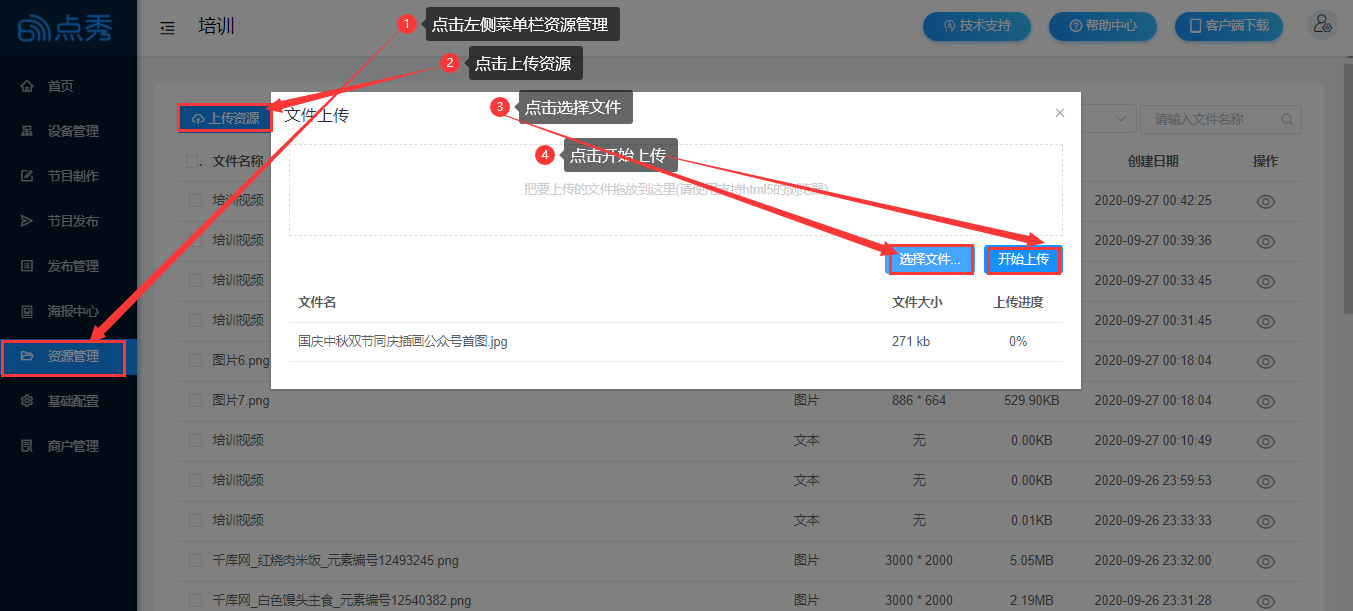 点秀
培训
1 点击左侧菜单栏资源管理
技术支持
帮助中心
客户端下载
2 点击上传资源
首页
设备管理
节目制作
节目发布
发布管理
海报中心
资源管理
基础配置
商户管理
上传资源
文件上传
3 点击选择文件
请输入文件名称
4 点击开始上传
把要上传的文件拖放到这里(请使用支持html5的浏览器)
选择文件...
开始上传
文件名 文件大小 上传进度
国庆中秋双节同庆插画公众号首图.jpg 271 kb 0%
文件名称 创建日期 操作
培训视频 2020-09-27 00:42:25
培训视频 2020-09-27 00:39:36
培训视频 2020-09-27 00:33:45
培训视频 2020-09-27 00:31:45
图片6.png 2020-09-27 00:18:04
图片7.png 图片 886 * 664 529.90KB 2020-09-27 00:18:04
培训视频 文本 无 0.00KB 2020-09-27 00:10:49
培训视频 文本 无 0.00KB 2020-09-26 23:59:53
培训视频 文本 无 0.01KB 2020-09-26 23:33:33
千库网_红烧肉米饭_元素编号12493245.png 图片 3000 * 2000 5.05MB 2020-09-26 23:32:00
千库网_白色馒头主食_元素编号12540382.png 图片 3000 * 2000 2.19MB 2020-09-26 23:31:28